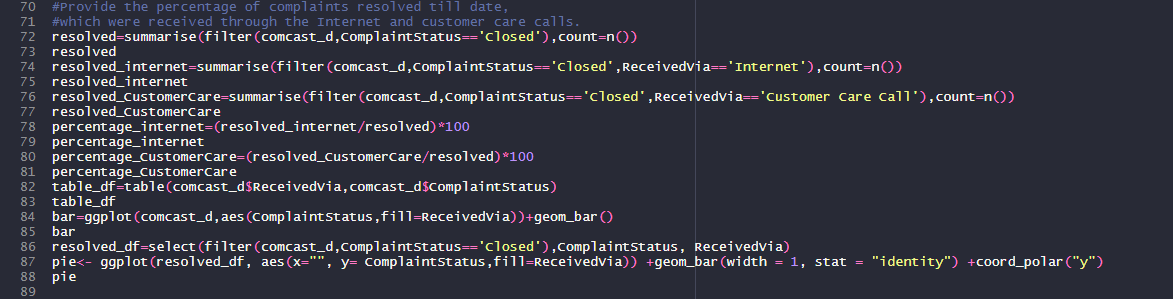 70 #Provide the percentage of complaints resolved till date,
71 #which were received through the Internet and customer care calls.
72 resolved=summarise(filter(comcast_d,ComplaintStatus=='Closed'),count=n())
73 resolved
74 resolved_internet=summarise(filter(comcast_d,ComplaintStatus=='Closed',ReceivedVia=='Internet'),count=n())
75 resolved_internet
76 resolved_CustomerCare=summarise(filter(comcast_d,ComplaintStatus=='Closed',ReceivedVia=='Customer Care Call'),count=n())
77 resolved_CustomerCare
78 percentage_internet=(resolved_internet/resolved)*100
79 percentage_internet
80 percentage_CustomerCare=(resolved_CustomerCare/resolved)*100
81 percentage_CustomerCare
82 table_df=table(comcast_d$ReceivedVia,comcast_d$ComplaintStatus)
83 table_df
84 bar=ggplot(comcast_d,aes(ComplaintStatus,fill=ReceivedVia))+geom_bar()
85 bar
86 resolved_df=select(filter(comcast_d,ComplaintStatus=='Closed'),ComplaintStatus, ReceivedVia)
87 pie<- ggplot(resolved_df, aes(x="", y= ComplaintStatus,fill=ReceivedVia)) +geom_bar(width = 1, stat = "identity") +coord_polar("y")
88 pie
89